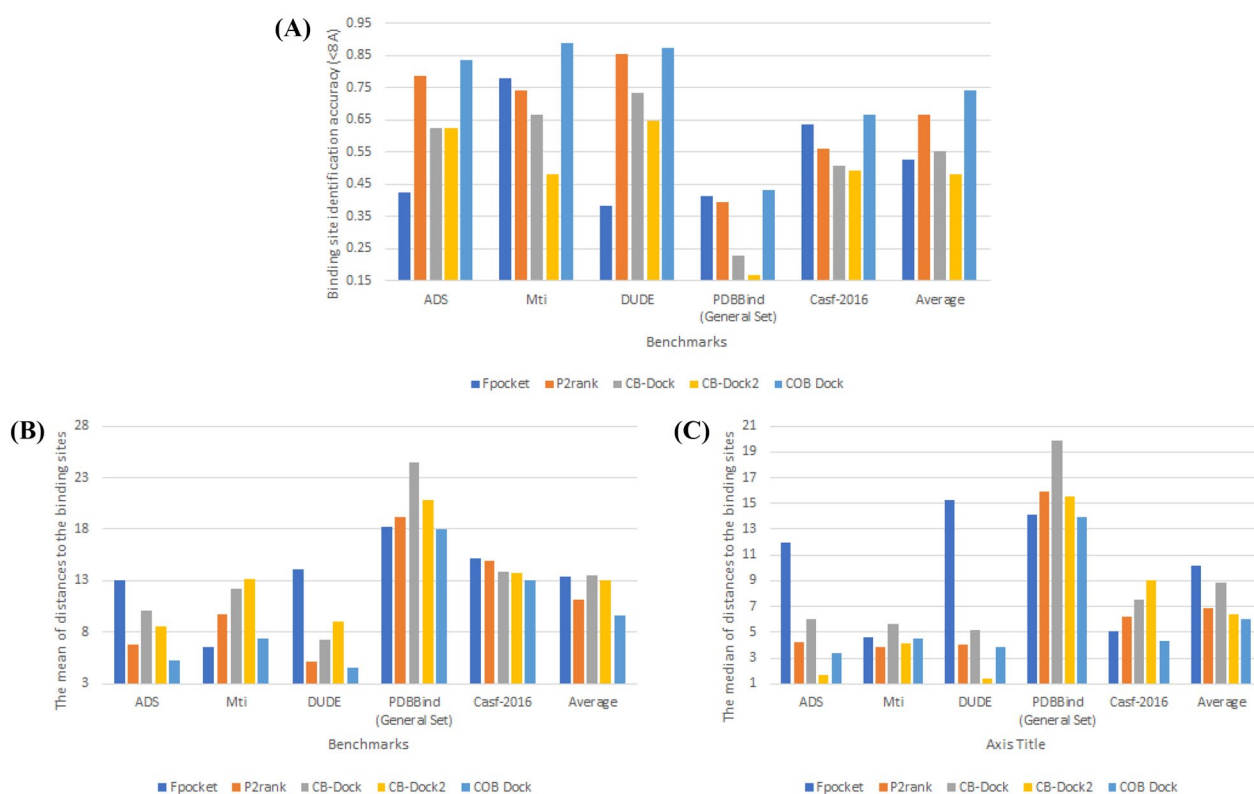 (A)
Binding site identification accuracy (<8A)
0.95
0.85
0.75
0.65
0.55
0.45
0.35
0.25
0.15
ADS Mti DUDE PDBBind Casf-2016 Average
(General Set)
Benchmarks
Fpocket P2rank CB-Dock CB-Dock2 COB Dock
(B)
The mean of distances to the binding sites
28
23
18
13
8
3
ADS Mti DUDE PDBBind Casf-2016 Average
(General Set)
Benchmarks
Fpocket P2rank CB-Dock CB-Dock2 COB Dock
(C)
The median of distances to the binding sites
21
19
17
15
13
11
9
7
5
3
1
ADS Mti DUDE PDBBind Casf-2016 Average
(General Set)
Axis Title
Fpocket P2rank CB-Dock CB-Dock2 COB Dock